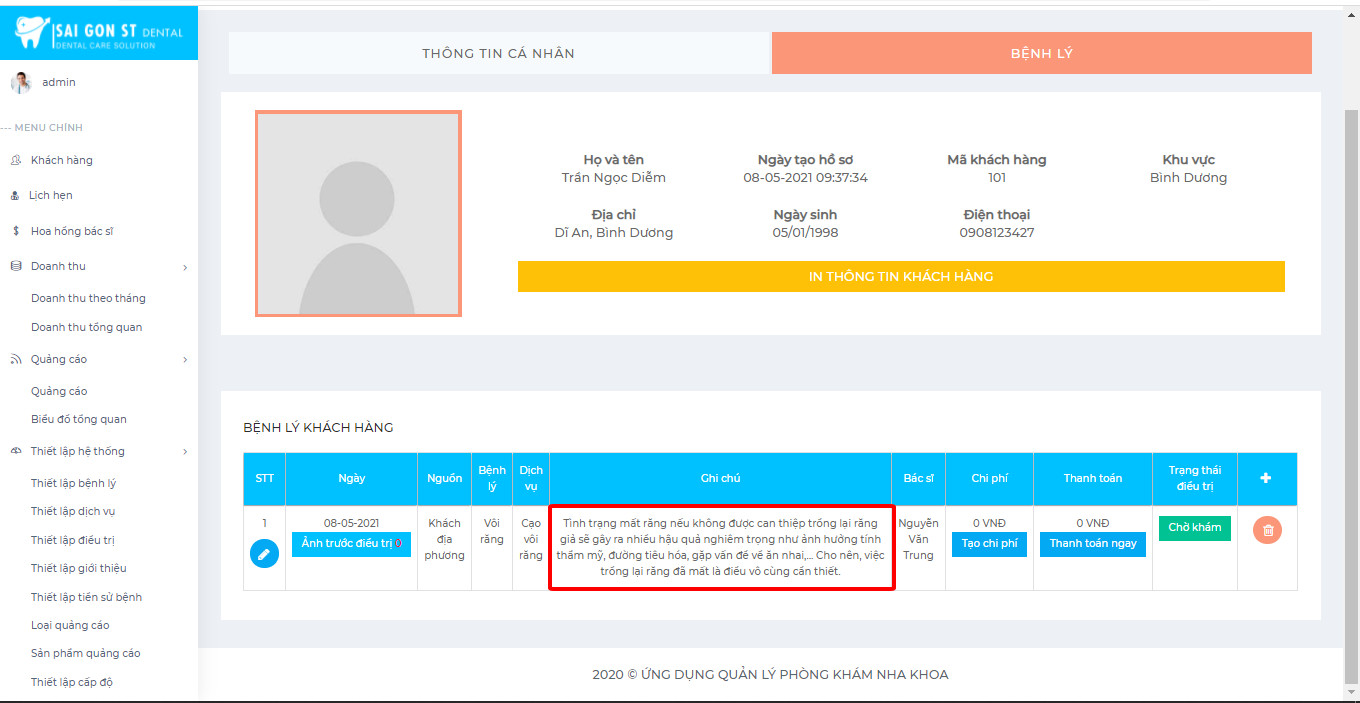 SAI GON ST DENTAL
DENTAL CARE SOLUTION
admin
--- MENU CHÍNH
Khách hàng
Lịch hẹn
Hoa hồng bác sĩ
Doanh thu
Doanh thu theo tháng
Doanh thu tổng quan
Quảng cáo
Quảng cáo
Biểu đồ tổng quan
Thiết lập hệ thống
Thiết lập bệnh lý
Thiết lập dịch vụ
Thiết lập điều trị
Thiết lập giới thiệu
Thiết lập tiền sử bệnh
Loại quảng cáo
Sản phẩm quảng cáo
Thiết lập cấp độ
THÔNG TIN CÁ NHÂN
BỆNH LÝ
Họ và tên
Trần Ngọc Diễm
Ngày tạo hồ sơ
08-05-2021 09:37:34
Mã khách hàng
101
Khu vực
Bình Dương
Địa chỉ
Dĩ An, Bình Dương
Ngày sinh
05/01/1998
Điện thoại
0908123427
IN THÔNG TIN KHÁCH HÀNG
BỆNH LÝ KHÁCH HÀNG
STT
Ngày
Nguồn
Bệnh
lý
Dịch
vụ
Ghi chú
Bác sĩ
Chi phí
Thanh toán
Trạng thái
điều trị
1
08-05-2021
Ảnh trước điều trị 0
Khách
địa
phương
Vôi
răng
Cạo
vôi
răng
Tình trạng mất răng nếu không được can thiệp trồng lại răng
giả sẽ gây ra nhiều hậu quả nghiêm trọng như ảnh hưởng tính
thẩm mỹ, đường tiêu hóa, gặp vấn đề về ăn nhai,... Cho nên, việc
trồng lại răng đã mất là điều vô cùng cần thiết.
Nguyễn
Văn
Trung
0 VNĐ
Tạo chi phí
0 VNĐ
Thanh toán ngay
Chờ khám
2020 © ỨNG DỤNG QUẢN LÝ PHÒNG KHÁM NHA KHOA